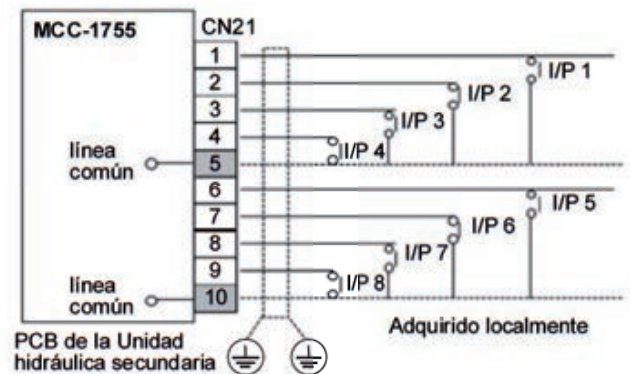 MCC-1755
CN21
1
I/P 1
2
I/P 2
3
I/P 3
4
I/P 4
línea
común
5
6
I/P 5
7
I/P 6
8
I/P 7
9
I/P 8
línea
común
10
PCB de la Unidad
hidráulica secundaria
Adquirido localmente